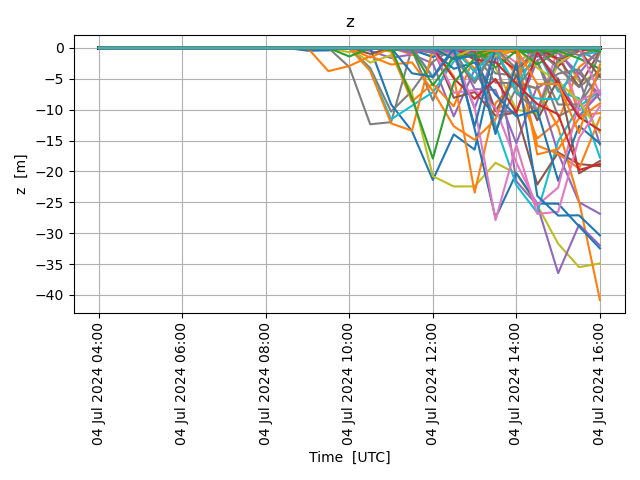 z
0
−5
−10
−15
−20
−25
−30
−35
−40
z [m]
04 Jul 2024 04:00
04 Jul 2024 06:00
04 Jul 2024 08:00
04 Jul 2024 10:00
04 Jul 2024 12:00
04 Jul 2024 14:00
04 Jul 2024 16:00
Time [UTC]